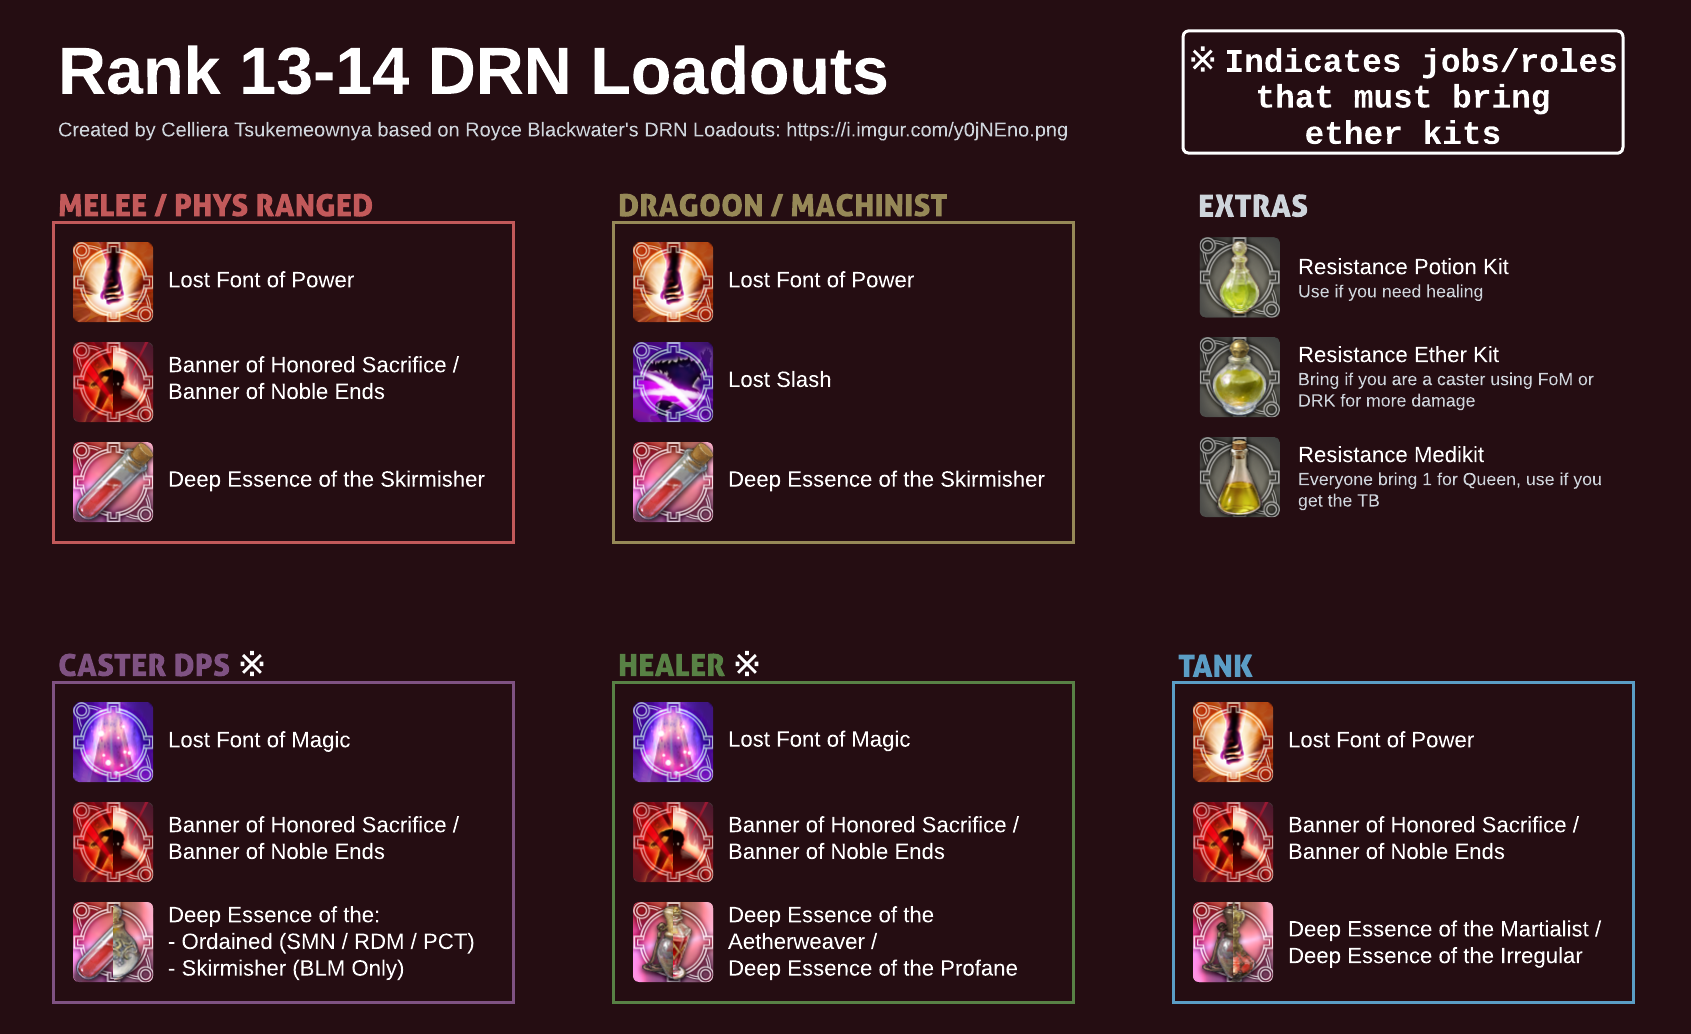 Rank 13-14 DRN Loadouts
Created by Celliera Tsukemeownya based on Royce Blackwater's DRN Loadouts: https://i.imgur.com/y0jNEno.png
※ Indicates jobs/roles
that must bring
ether kits
MELEE / PHYS RANGED
Lost Font of Power
Banner of Honored Sacrifice /
Banner of Noble Ends
Deep Essence of the Skirmisher
DRAGOON / MACHINIST
Lost Font of Power
Lost Slash
Deep Essence of the Skirmisher
EXTRAS
Resistance Potion Kit
Use if you need healing
Resistance Ether Kit
Bring if you are a caster using FoM or
DRK for more damage
Resistance Medikit
Everyone bring 1 for Queen, use if you
get the TB
CASTER DPS ※
Lost Font of Magic
Banner of Honored Sacrifice /
Banner of Noble Ends
Deep Essence of the:
- Ordained (SMN / RDM / PCT)
- Skirmisher (BLM Only)
HEALER ※
Lost Font of Magic
Banner of Honored Sacrifice /
Banner of Noble Ends
Deep Essence of the
Aetherweaver /
Deep Essence of the Profane
TANK
Lost Font of Power
Banner of Honored Sacrifice /
Banner of Noble Ends
Deep Essence of the Martialist /
Deep Essence of the Irregular